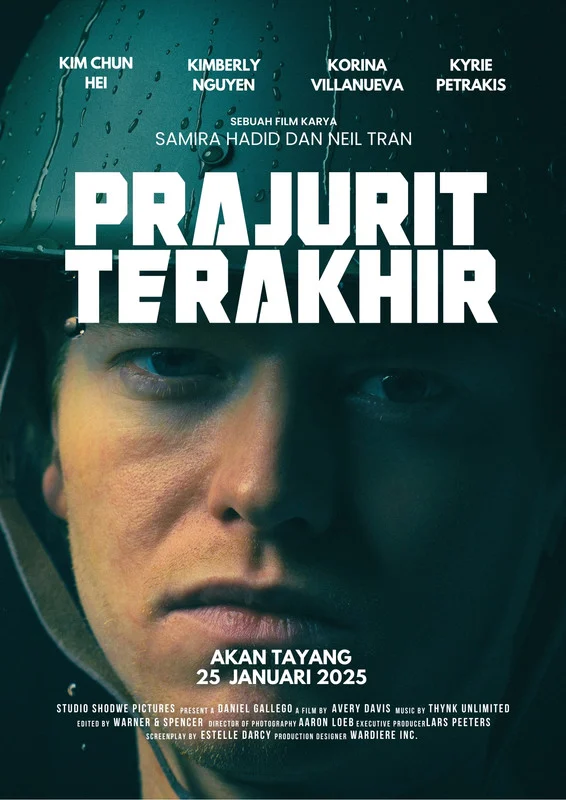 KIM CHUN HEI
KIMBERLY NGUYEN
KORINA VILLANUEVA
KYRIE PETRAKIS
SEBUAH FILM KARYA
SAMIRA HADID DAN NEIL TRAN
PRAJURIT
TERAKHIR
AKAN TAYANG
25 JANUARI 2025
STUDIO SHODWE PICTURES PRESENT A DANIEL GALLEGO A FILM BY AVERY DAVIS MUSIC BY THYNK UNLIMITED
EDITED BY WARNER & SPENCER DIRECTOR OF PHOTOGRAPHY AARON LOEB EXECUTIVE PRODUCER LARS PEETERS
SCREENPLAY BY ESTELLE DARCY PRODUCTION DESIGNER WARDIERE INC.